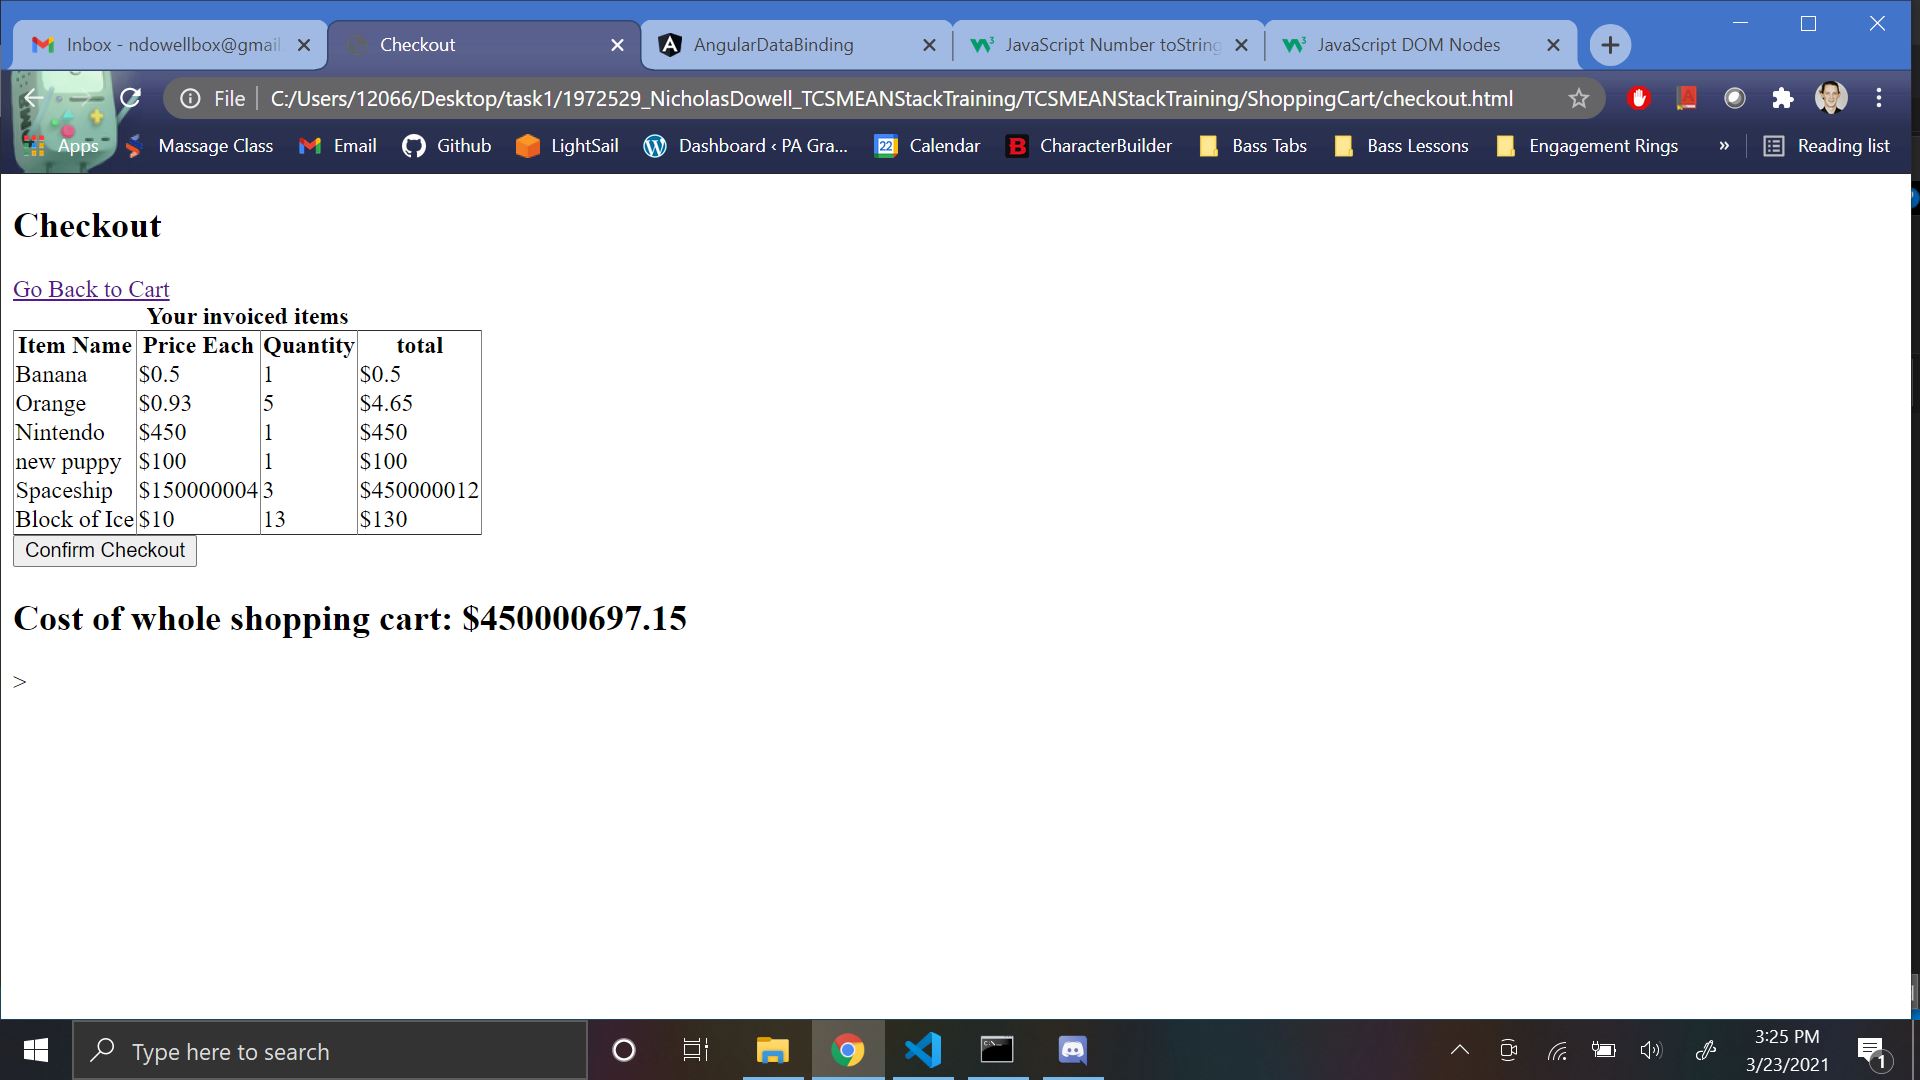 Inbox - ndowellbox@gmail.
Checkout
AngularDataBinding
JavaScript Number toString
JavaScript DOM Nodes
File C:/Users/12066/Desktop/task1/1972529_NicholasDowell_TCSMEANStackTraining/TCSMEANStackTraining/ShoppingCart/checkout.html
Apps Massage Class Email Github LightSail Dashboard ‹ PA Gra... 22 Calendar CharacterBuilder Bass Tabs Bass Lessons Engagement Rings » Reading list
Checkout
Go Back to Cart
Your invoiced items
Item Name Price Each Quantity total
Banana $0.5 1 $0.5
Orange $0.93 5 $4.65
Nintendo $450 1 $450
new puppy $100 1 $100
Spaceship $150000004 3 $450000012
Block of Ice $10 13 $130
Confirm Checkout
Cost of whole shopping cart: $450000697.15
>
Type here to search
3:25 PM
3/23/2021
1